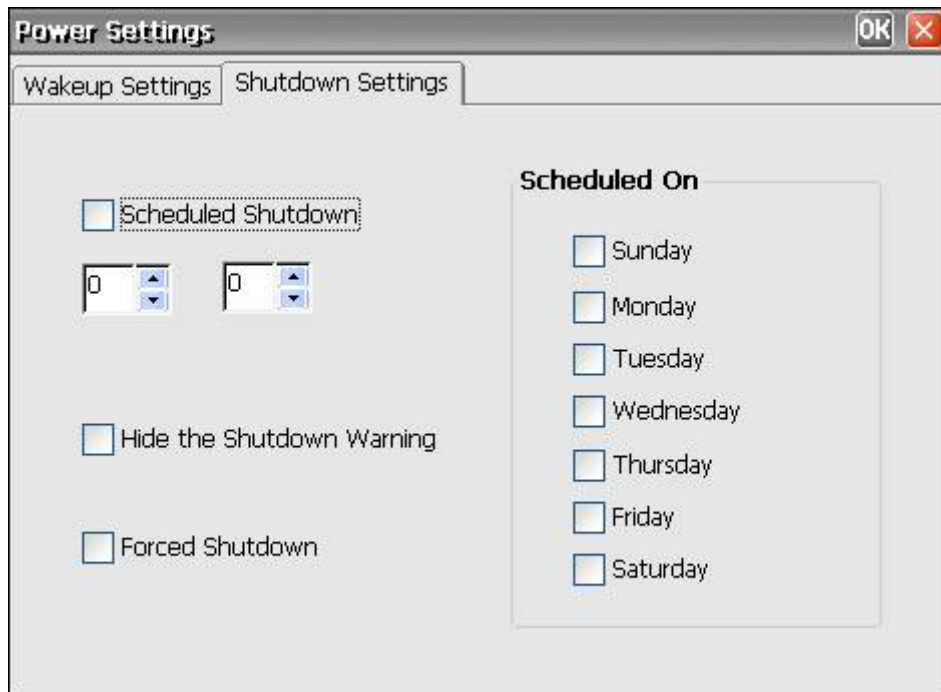 Power Settings OK
Wakeup Settings Shutdown Settings
Scheduled Shutdown
0 0
Hide the Shutdown Warning
Forced Shutdown
Scheduled On
Sunday
Monday
Tuesday
Wednesday
Thursday
Friday
Saturday